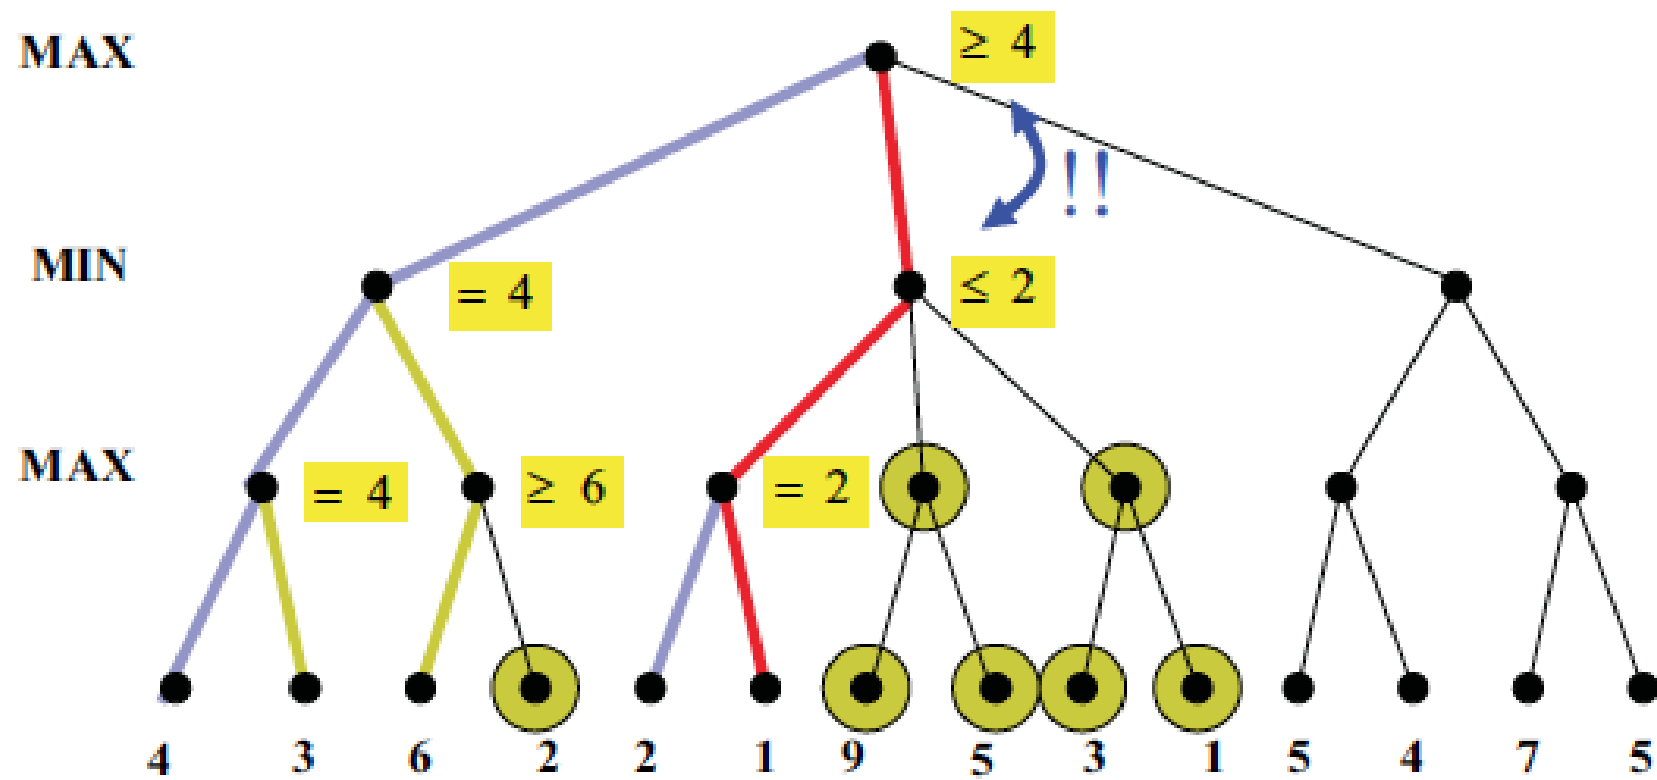 MAX
≥ 4
!!
MIN
= 4
≤ 2
MAX
= 4
≥ 6
= 2
4 3 6 2 2 1 9 5 3 1 5 4 7 5